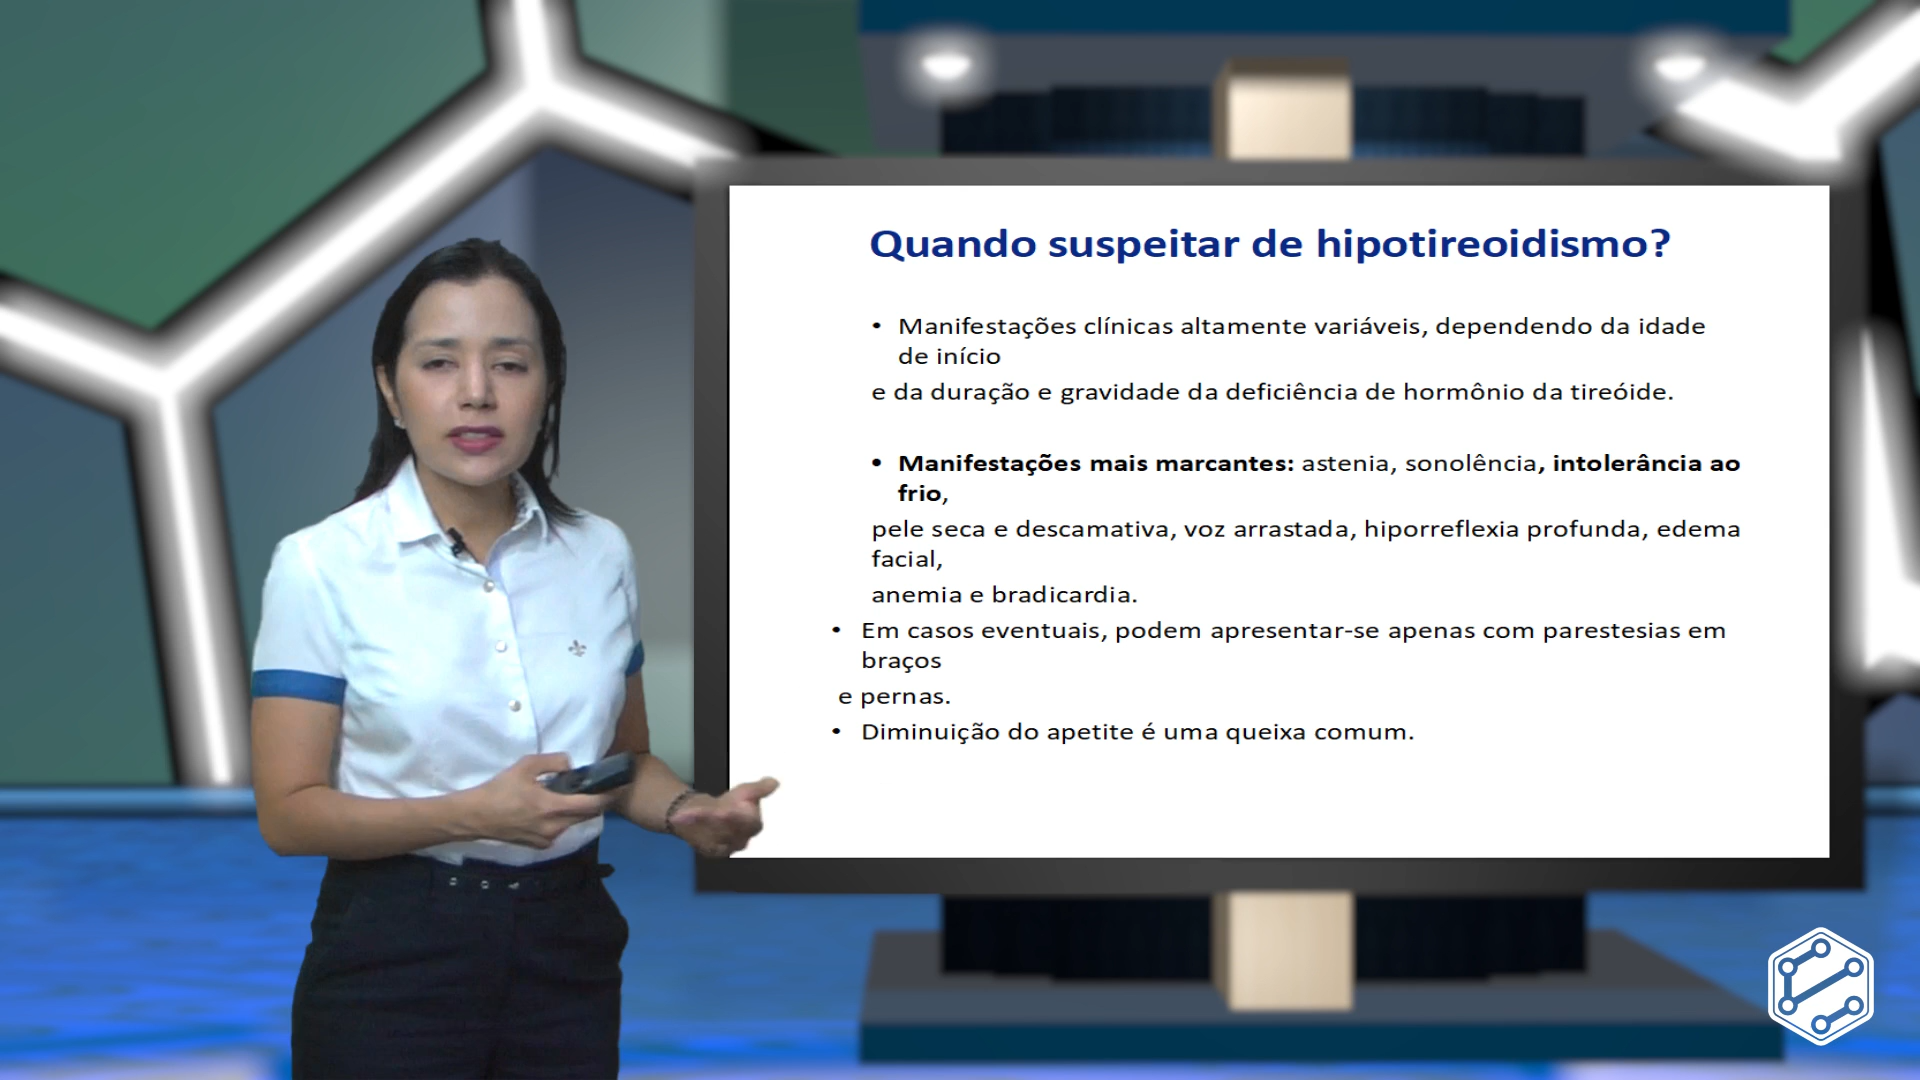 Quando suspeitar de hipotireoidismo?
• Manifestações clínicas altamente variáveis, dependendo da idade
de início
e da duração e gravidade da deficiência de hormônio da tireóide.
• Manifestações mais marcantes: astenia, sonolência, intolerância ao
frio,
pele seca e descamativa, voz arrastada, hiporreflexia profunda, edema
facial,
anemia e bradicardia.
• Em casos eventuais, podem apresentar-se apenas com parestesias em
braços
e pernas.
• Diminuição do apetite é uma queixa comum.